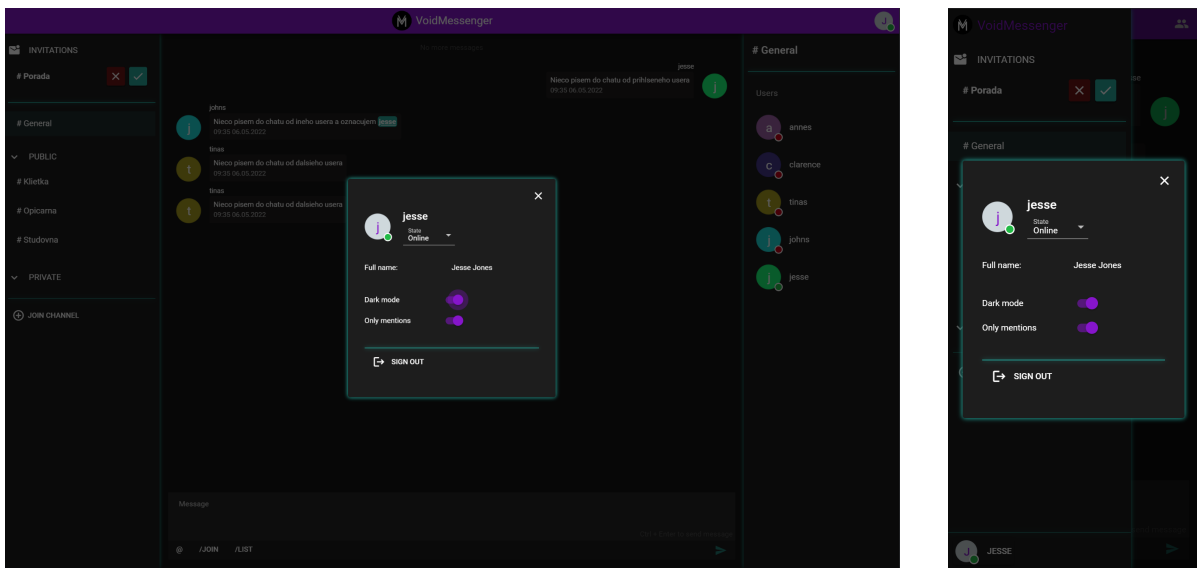 VoidMessenger
J
INVITATIONS
# Porada
# General
PUBLIC
# Klietka
# Opicarna
# Studovna
PRIVATE
JOIN CHANNEL
No more messages
jesse
Nieco pisem do chatu od prihlseneho usera
09:35 06.05.2022
j
johns
j
Nieco pisem do chatu od ineho usera a oznacujem jesse
09:35 06.05.2022
tinas
t
Nieco pisem do chatu od dalsieho usera
09:35 06.05.2022
tinas
t
Nieco pisem do chatu od dalsieho usera
09:35 06.05.2022
jesse
j
State
Online
Full name: Jesse Jones
Dark mode
Only mentions
SIGN OUT
Message
@ /JOIN /LIST
# General
Users
a annes
c clarence
t tinas
j johns
j jesse
VoidMessenger
INVITATIONS
# Porada
# General
j
jesse
j
State
Online
Full name: Jesse Jones
Dark mode
Only mentions
SIGN OUT
J JESSE